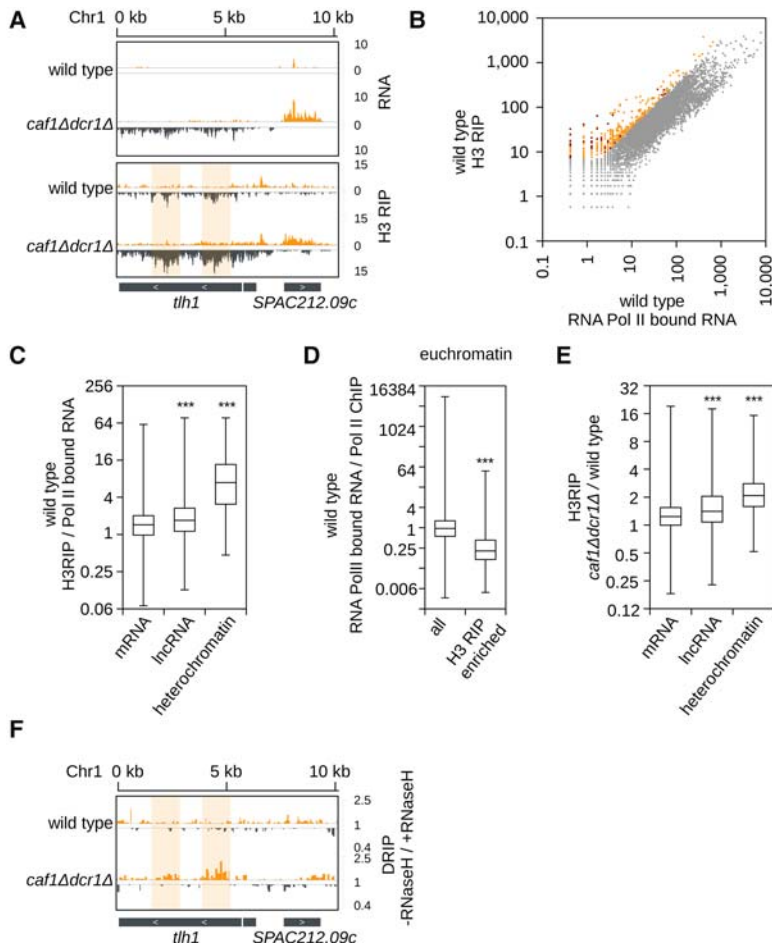 A
Chr1 0 kb 5 kb 10 kb
wild type
caf1Δdcr1Δ
10
0
10
0
10
RNA
wild type
caf1Δdcr1Δ
15
0
15
0
15
H3 RIP
< <
>
tlh1 SPAC212.09c
B
wild type
H3 RIP
10,000
1,000
100
10
1
0.1
0.1 1 10 100 1,000 10,000
wild type
RNA Pol II bound RNA
C
wild type
H3RIP / Pol II bound RNA
256
64
16
4
1
0.25
0.06
*** ***
mRNA
lncRNA
heterochromatin
D
euchromatin
wild type
RNA PolII bound RNA / Pol II ChIP
16384
1024
64
4
1
0.25
0.006
***
all
H3 RIP
enriched
E
H3RIP
caf1Δdcr1Δ / wild type
32
16
8
4
2
1
0.5
0.25
0.12
*** ***
mRNA
lncRNA
heterochromatin
F
Chr1 0 kb 5 kb 10 kb
wild type
caf1Δdcr1Δ
2.5
1
0.4
2.5
1
0.4
DRIP
-RNaseH / +RNaseH
< <
>
tlh1 SPAC212.09c